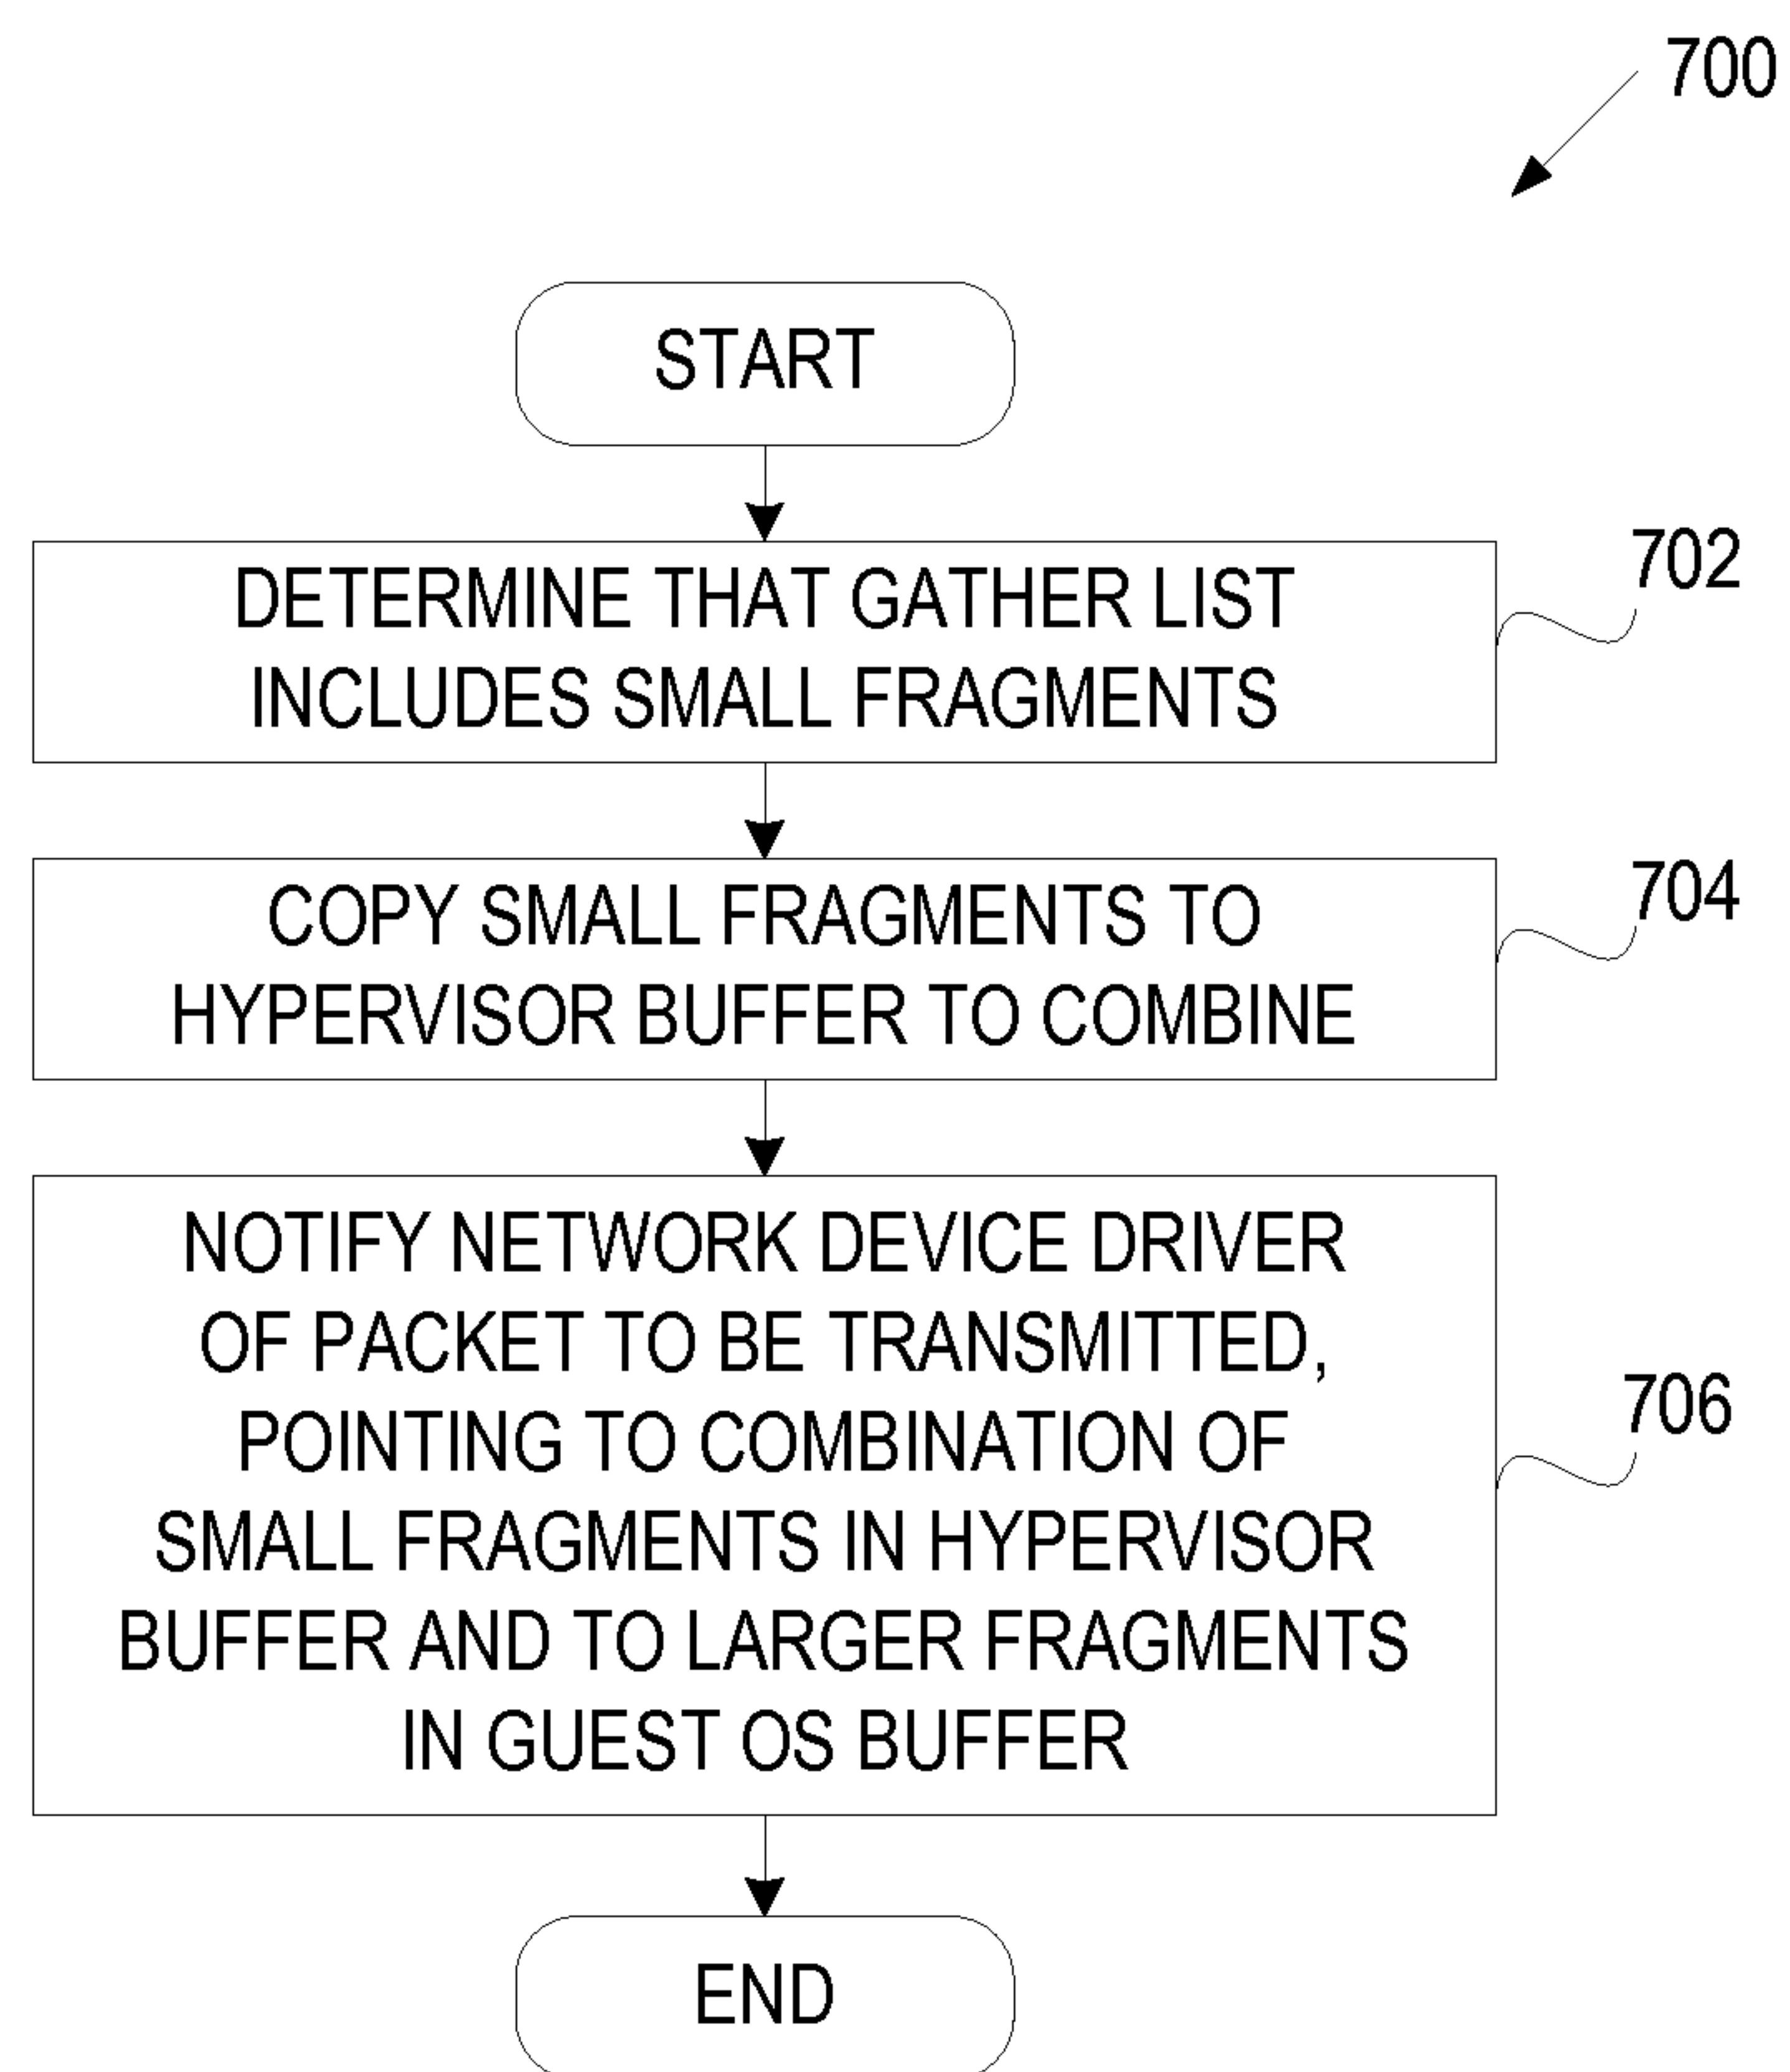 700
START
DETERMINE THAT GATHER LIST
INCLUDES SMALL FRAGMENTS
702
COPY SMALL FRAGMENTS TO
HYPERVISOR BUFFER TO COMBINE
704
NOTIFY NETWORK DEVICE DRIVER
OF PACKET TO BE TRANSMITTED,
POINTING TO COMBINATION OF
SMALL FRAGMENTS IN HYPERVISOR
BUFFER AND TO LARGER FRAGMENTS
IN GUEST OS BUFFER
706
END